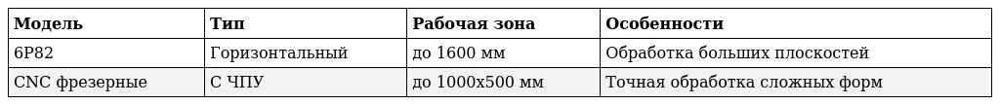 Модель Тип Рабочая зона Особенности
6Р82 Горизонтальный до 1600 мм Обработка больших плоскостей
CNC фрезерные С ЧПУ до 1000х500 мм Точная обработка сложных форм